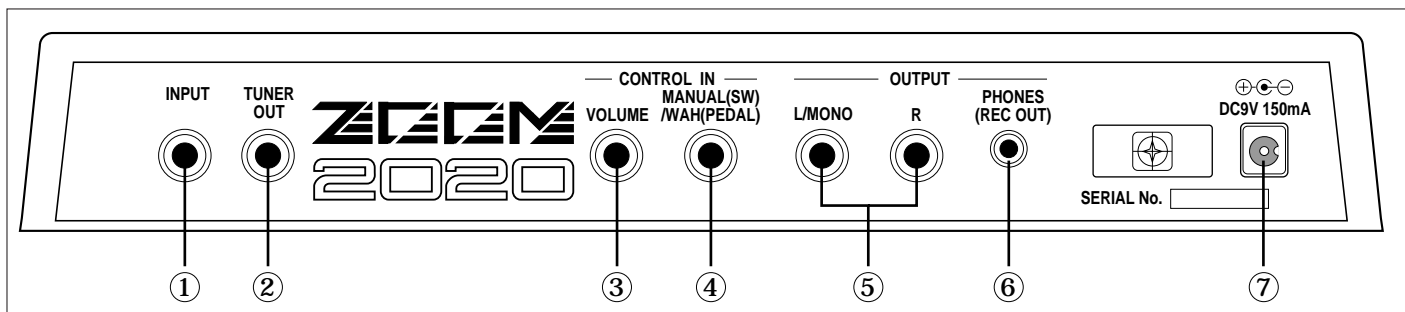 INPUT
TUNER
OUT
ZOOM
2020
CONTROL IN
VOLUME
MANUAL(SW)
/WAH(PEDAL)
OUTPUT
L/MONO
R
PHONES
(REC OUT)
DC9V 150mA
SERIAL No.
① ② ③ ④ ⑤ ⑥ ⑦